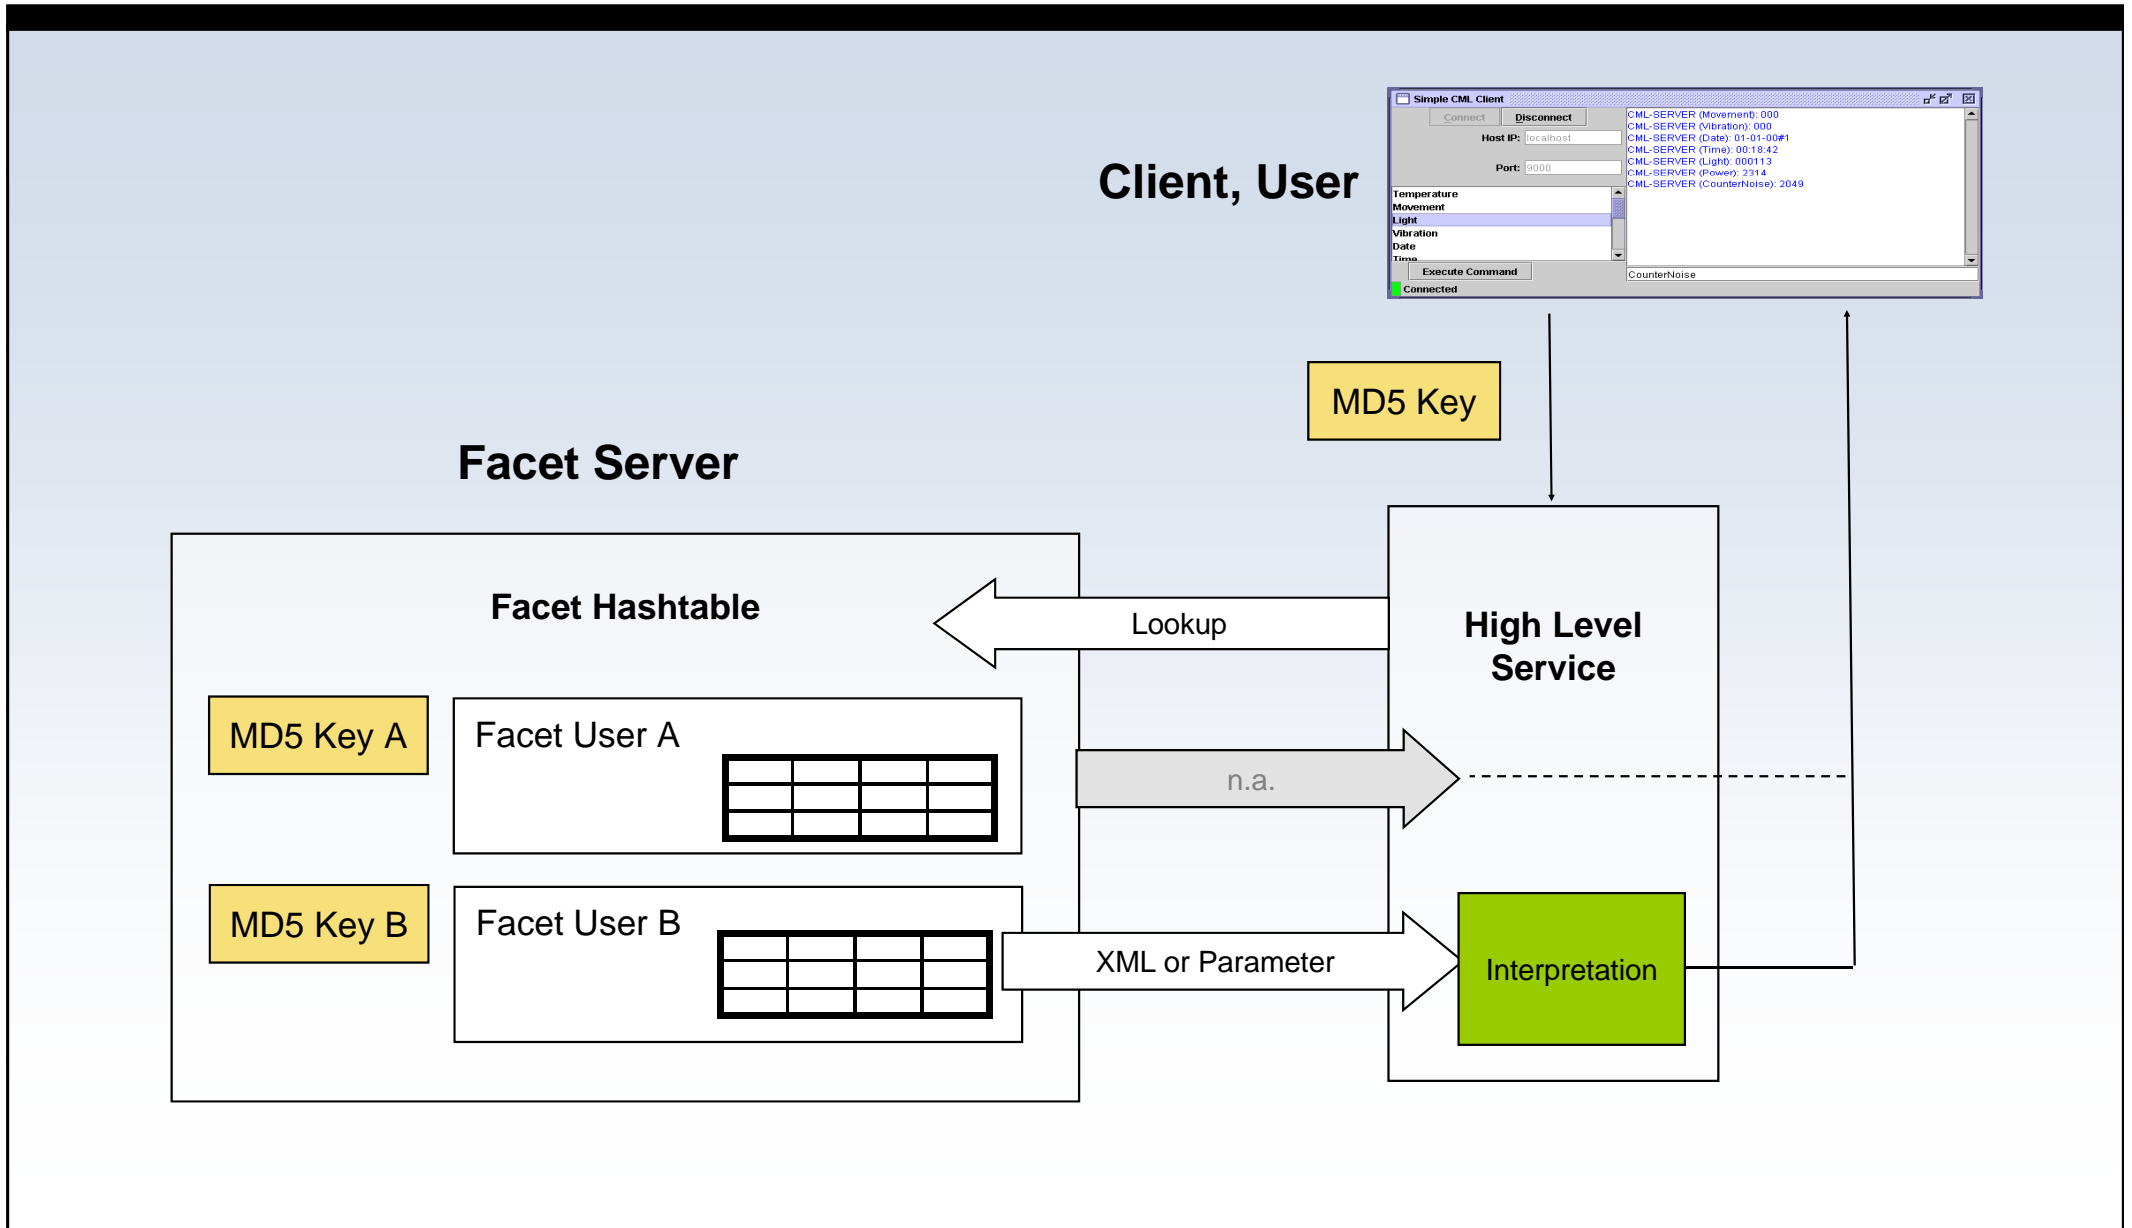 Simple CML Client
Connect
Disconnect
Host IP:
localhost
Port:
9000
Temperature
Movement
Light
Vibration
Date
Time
Execute Command
Connected
CML-SERVER (Movement): 000
CML-SERVER (Vibration): 000
CML-SERVER (Date): 01-01-00#1
CML-SERVER (Time): 00:18:42
CML-SERVER (Light): 000113
CML-SERVER (Power): 2314
CML-SERVER (CounterNoise): 2049
CounterNoise
Client, User
MD5 Key
Facet Server
Facet Hashtable
Lookup
High Level
Service
MD5 Key A
Facet User A
n.a.
MD5 Key B
Facet User B
XML or Parameter
Interpretation